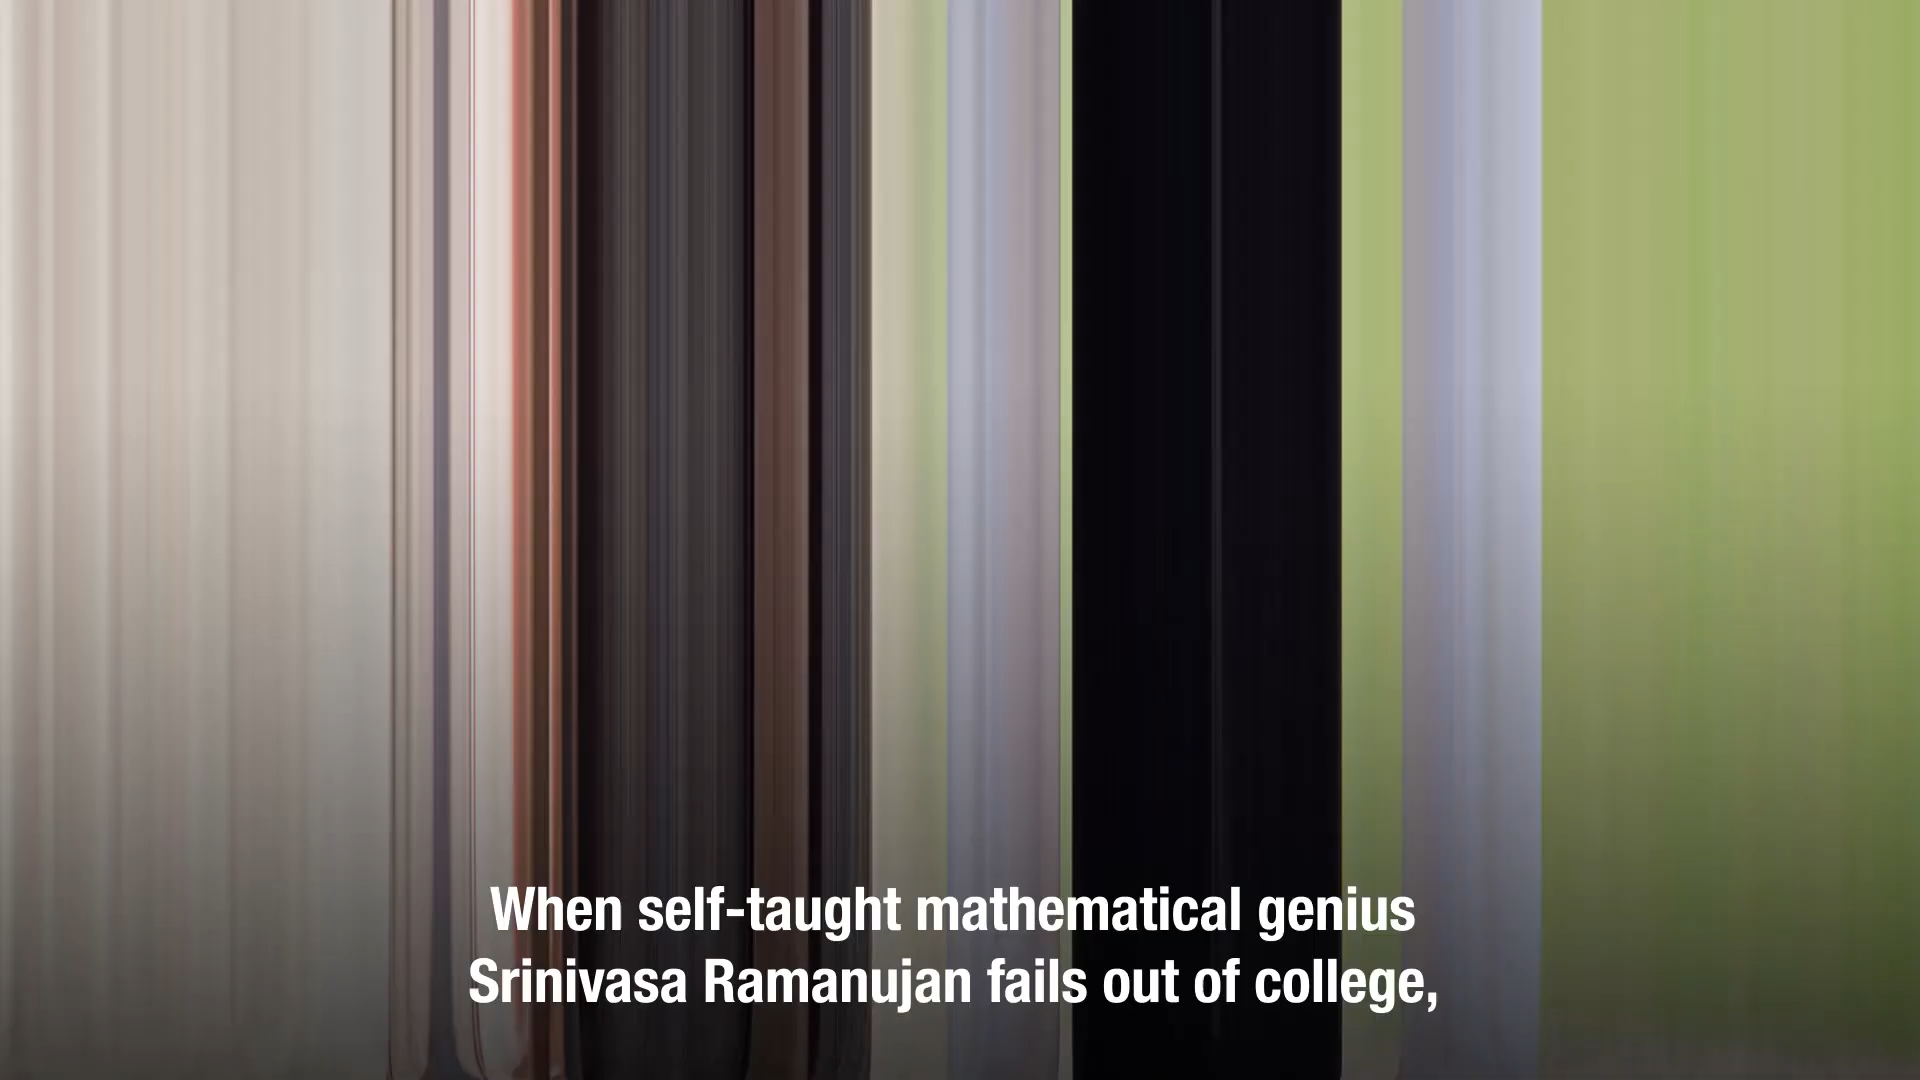 When self-taught mathematical genius
Srinivasa Ramanujan fails out of college,